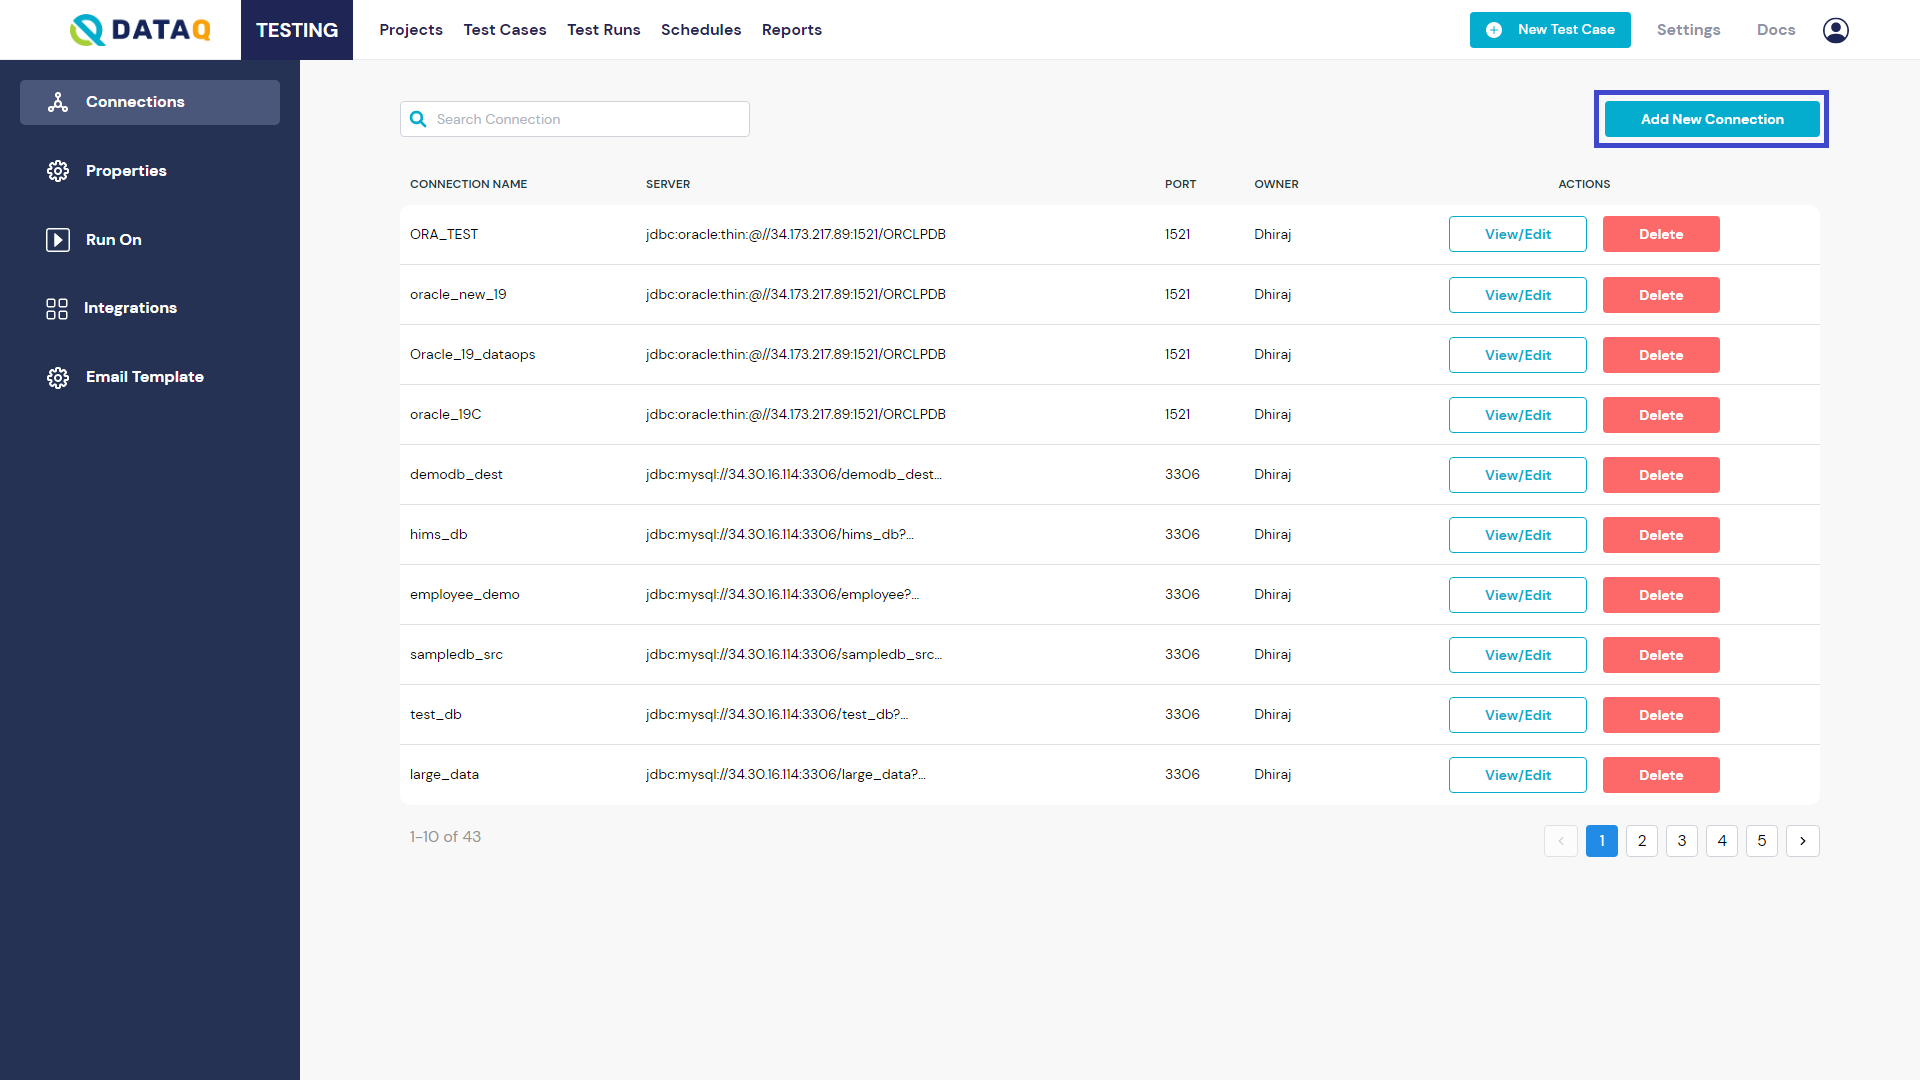 DATAQ TESTING Projects Test Cases Test Runs Schedules Reports New Test Case Settings Docs
Connections
Properties
Run On
Integrations
Email Template
Search Connection Add New Connection
CONNECTION NAME SERVER PORT OWNER ACTIONS
ORA_TEST jdbc:oracle:thin:@//34.173.217.89:1521/ORCLPDB 1521 Dhiraj View/Edit Delete
oracle_new_19 jdbc:oracle:thin:@//34.173.217.89:1521/ORCLPDB 1521 Dhiraj View/Edit Delete
Oracle_19_dataops jdbc:oracle:thin:@//34.173.217.89:1521/ORCLPDB 1521 Dhiraj View/Edit Delete
oracle_19C jdbc:oracle:thin:@//34.173.217.89:1521/ORCLPDB 1521 Dhiraj View/Edit Delete
demodb_dest jdbc:mysql://34.30.16.114:3306/demodb_dest... 3306 Dhiraj View/Edit Delete
hims_db jdbc:mysql://34.30.16.114:3306/hims_db?... 3306 Dhiraj View/Edit Delete
employee_demo jdbc:mysql://34.30.16.114:3306/employee?... 3306 Dhiraj View/Edit Delete
sampledb_src jdbc:mysql://34.30.16.114:3306/sampledb_src... 3306 Dhiraj View/Edit Delete
test_db jdbc:mysql://34.30.16.114:3306/test_db?... 3306 Dhiraj View/Edit Delete
large_data jdbc:mysql://34.30.16.114:3306/large_data?... 3306 Dhiraj View/Edit Delete
1-10 of 43 < 1 2 3 4 5 >